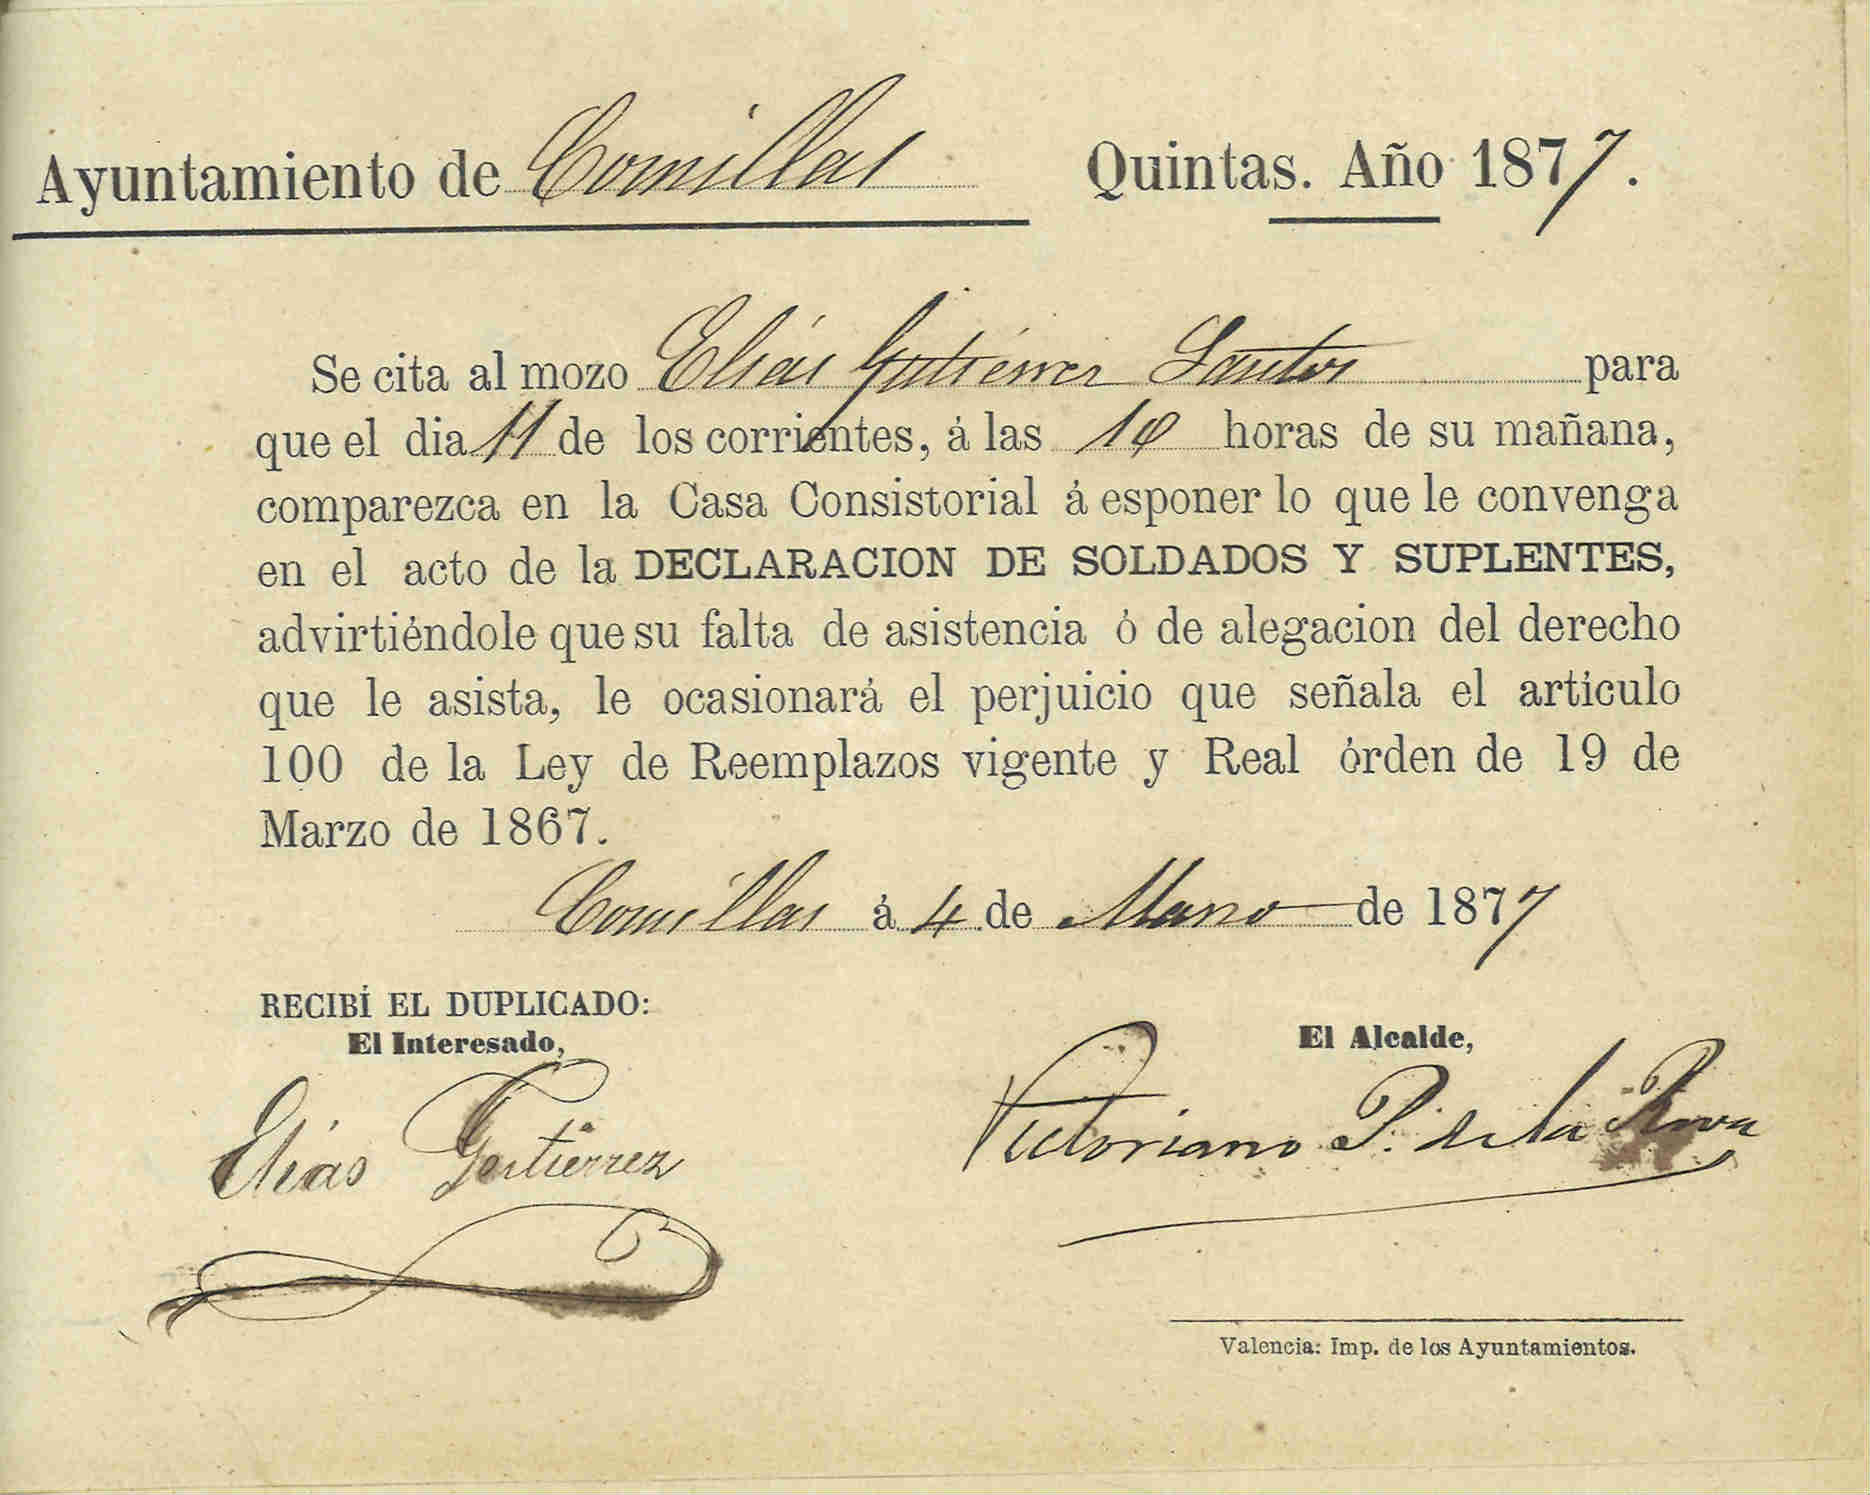 Ayuntamiento de Comillas Quintas. Año 1877.
Se cita al mozo Elías Gutiérrez Santos para
que el dia 11 de los corrientes, á las 10 horas de su mañana,
comparezca en la Casa Consistorial á esponer lo que le convenga
en el acto de la DECLARACION DE SOLDADOS Y SUPLENTES,
advirtiéndole que su falta de asistencia ó de alegacion del derecho
que le asista, le ocasionará el perjuicio que señala el artículo
100 de la Ley de Reemplazos vigente y Real órden de 19 de
Marzo de 1867.
Comillas á 4 de Marzo de 1877
RECIBÍ EL DUPLICADO:
El Interesado,
El Alcalde,
Elias Gutierrez
Victoriano P. de la
Valencia: Imp. de los Ayuntamientos.